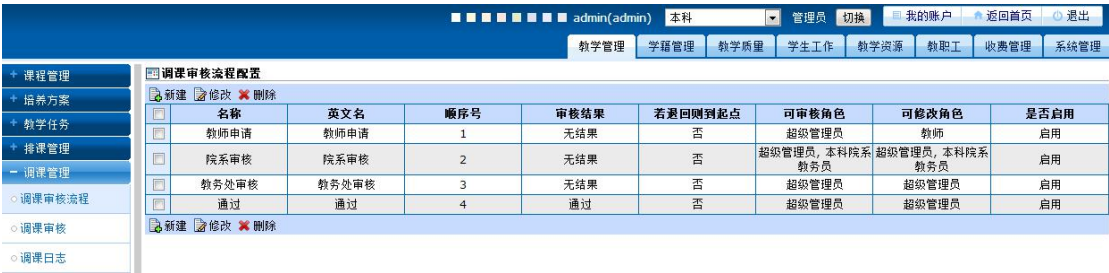 admin(admin) 本科 管理员 切换 我的账户 返回首页 退出
教学管理 学籍管理 教学质量 学生工作 教学资源 教职工 收费管理 系统管理
+ 课程管理
+ 培养方案
+ 教学任务
+ 排课管理
- 调课管理
○调课审核流程
○调课审核
○调课日志
调课审核流程配置
新建 修改 删除
名称 英文名 顺序号 审核结果 若退回则到起点 可审核角色 可修改角色 是否启用
教师申请 教师申请 1 无结果 否 超级管理员 教师 启用
院系审核 院系审核 2 无结果 否 超级管理员, 本科院系教务员 超级管理员, 本科院系教务员 启用
教务处审核 教务处审核 3 无结果 否 超级管理员 超级管理员 启用
通过 通过 4 通过 否 超级管理员 超级管理员 启用
新建 修改 删除